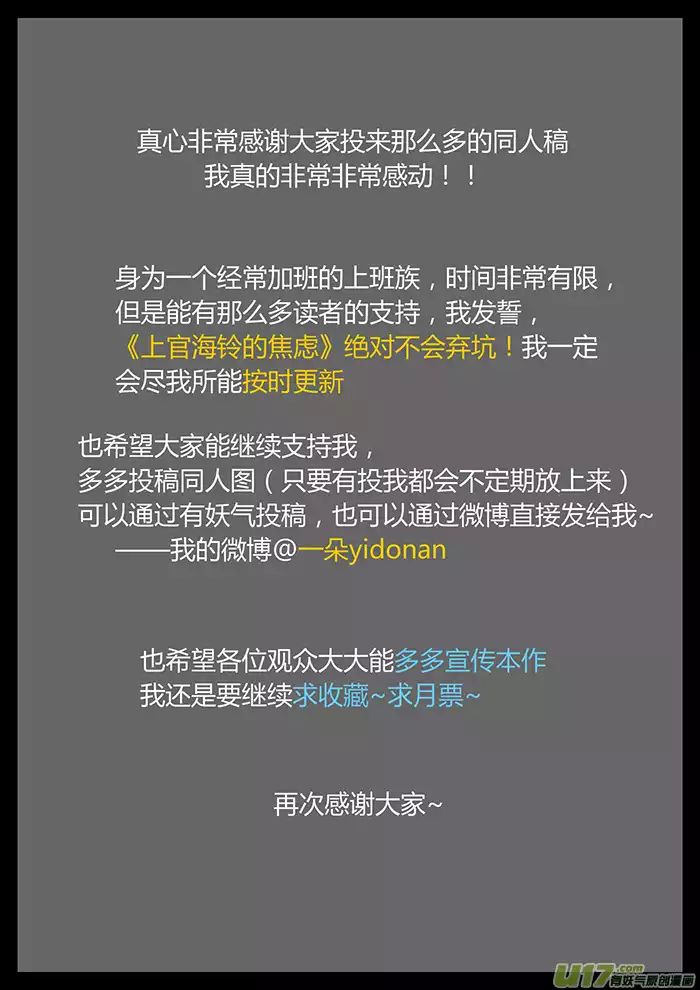 真心非常感谢大家投来那么多的同人稿
我真的非常非常感动！！
身为一个经常加班的上班族，时间非常有限，
但是能有那么多读者的支持，我发誓，
《上官海铃的焦虑》绝对不会弃坑！我一定
会尽我所能按时更新
也希望大家能继续支持我，
多多投稿同人图（只要有投我都会不定期放上来）
可以通过有妖气投稿，也可以通过微博直接发给我~
——我的微博@一朵yidonan
也希望各位观众大大能多多宣传本作
我还是要继续求收藏~求月票~
再次感谢大家~
U17.com
有妖气原创漫画